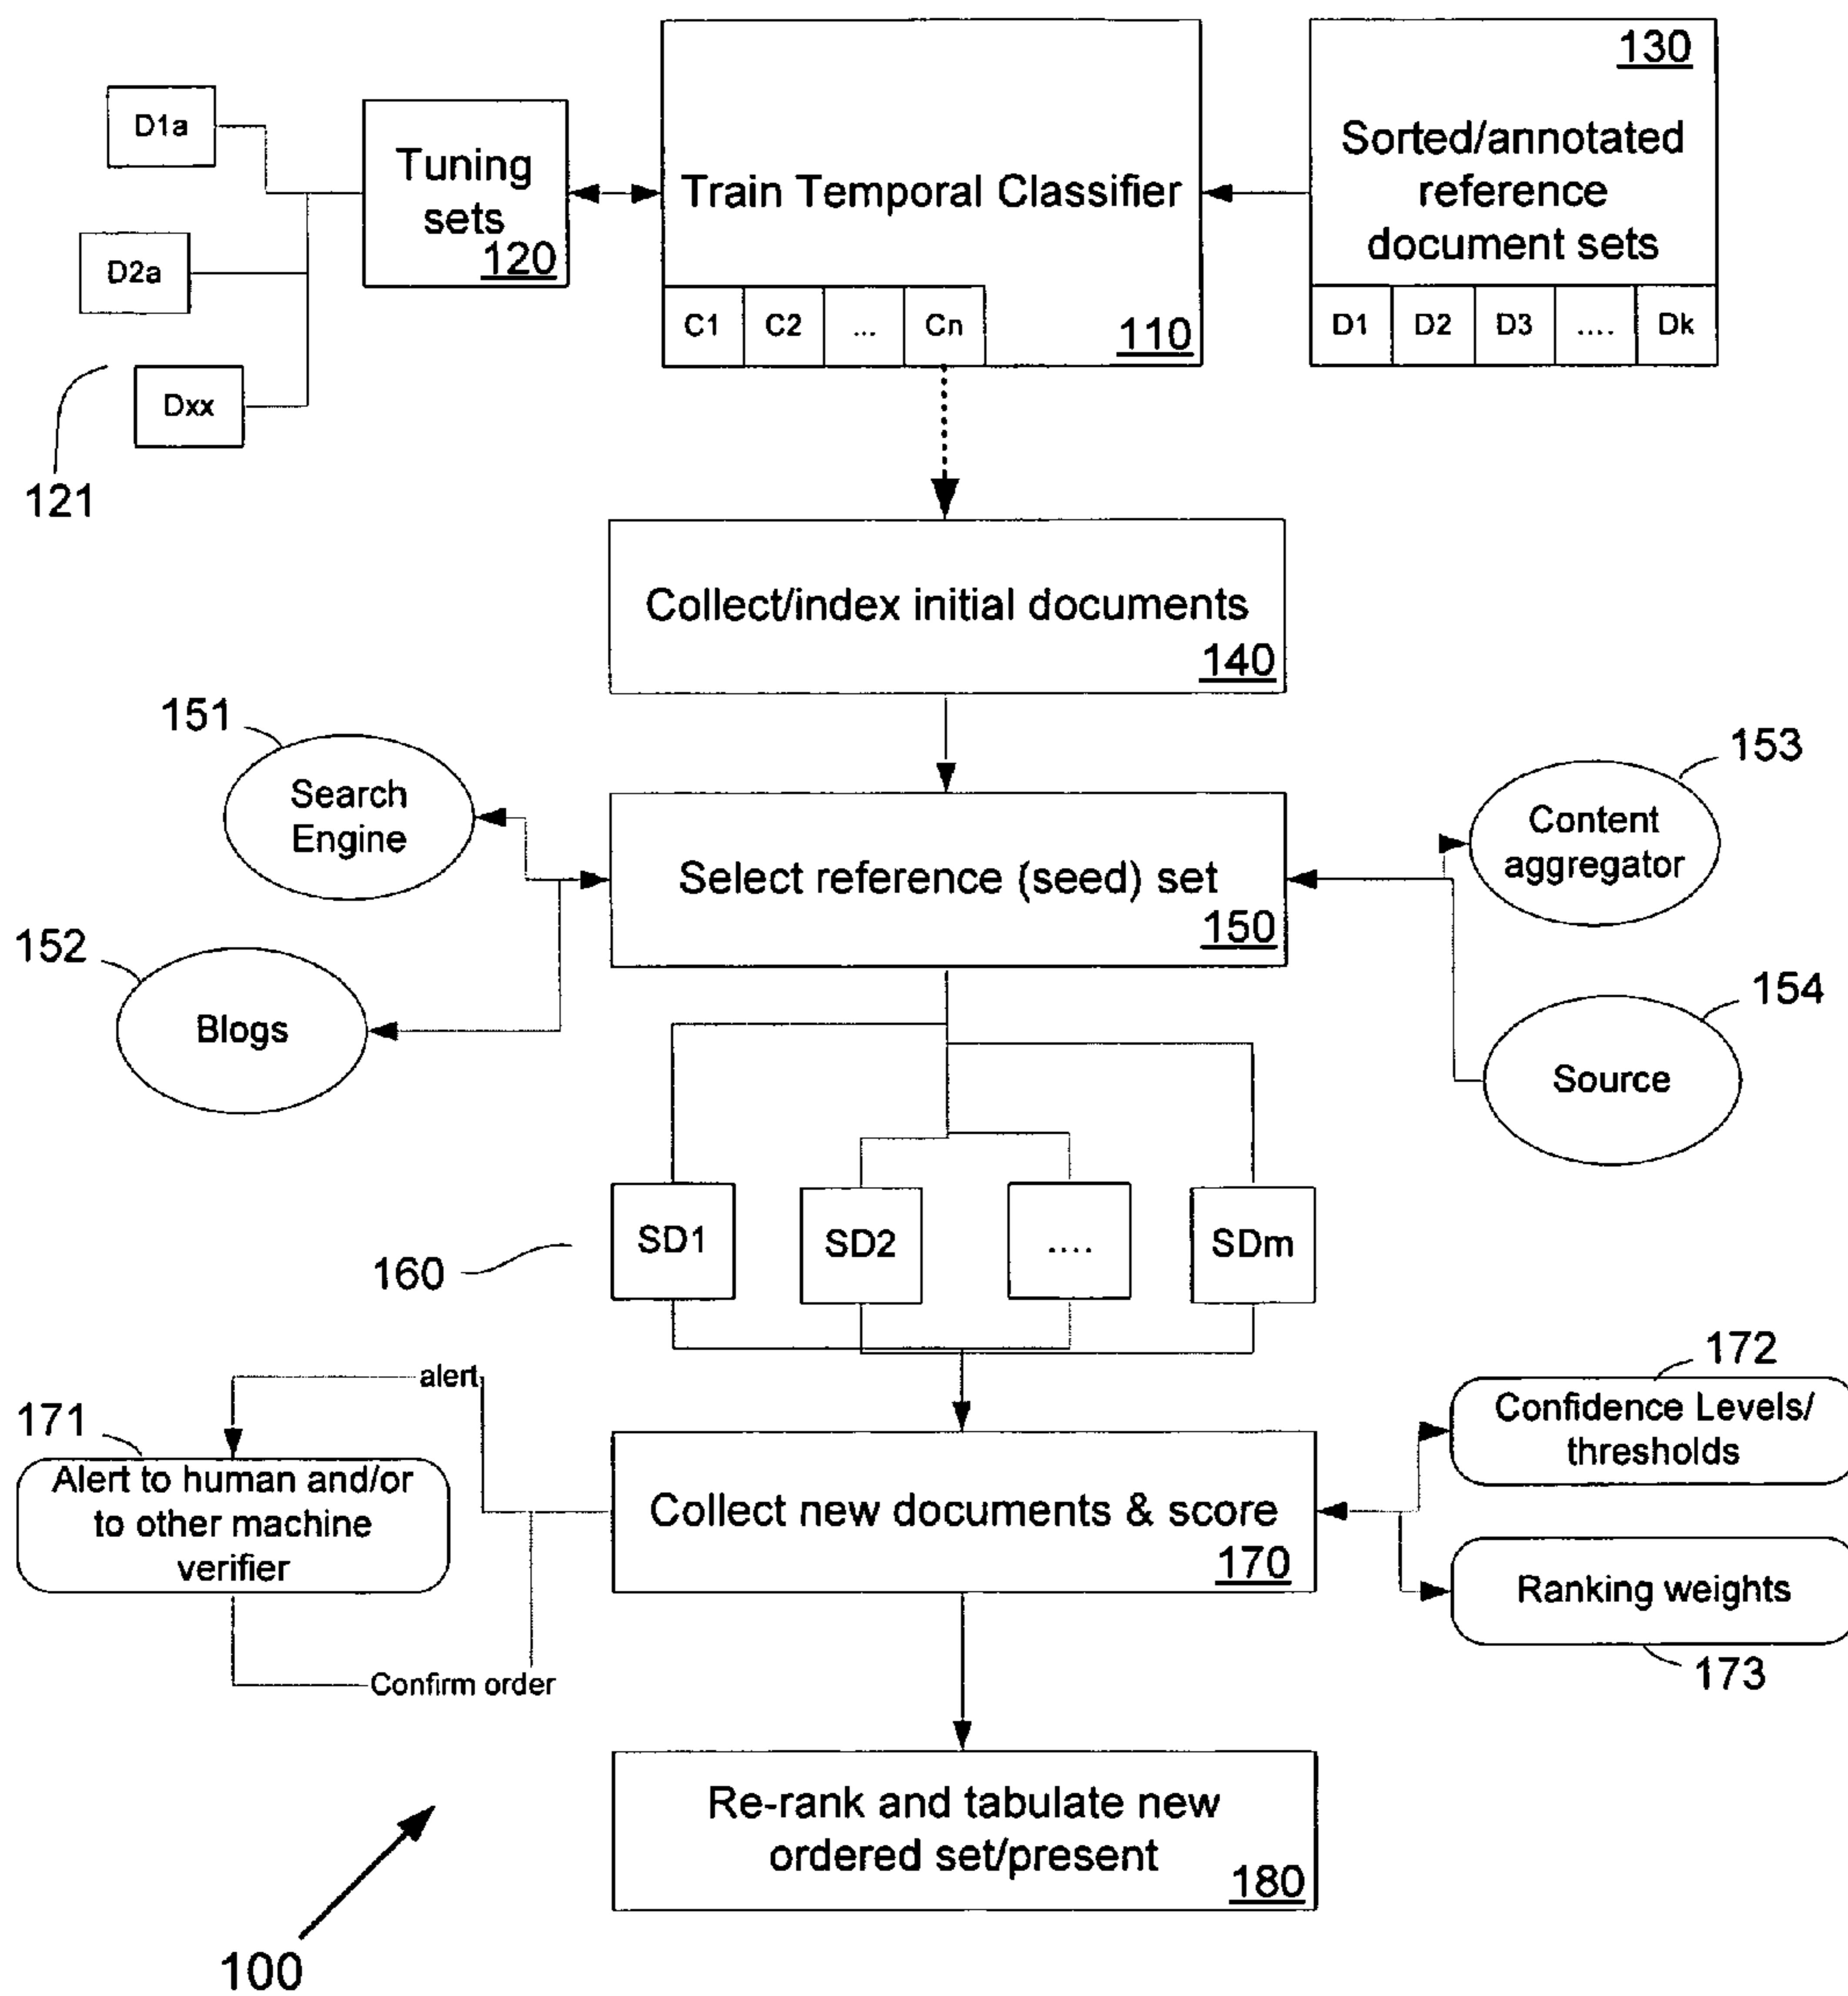 130
D1a
Tuning
sets
120
Train Temporal Classifier
Sorted/annotated
reference
document sets
D2a
C1
C2
...
Cn
110
D1
D2
D3
....
Dk
Dxx
121
Collect/index initial documents
140
151
Search
Engine
153
Content
aggregator
Select reference (seed) set
150
152
Blogs
154
Source
160
SD1
SD2
....
SDm
alert
171
Alert to human and/or
to other machine
verifier
Confirm order
Collect new documents & score
170
172
Confidence Levels/
thresholds
Ranking weights
173
Re-rank and tabulate new
ordered set/present
180
100